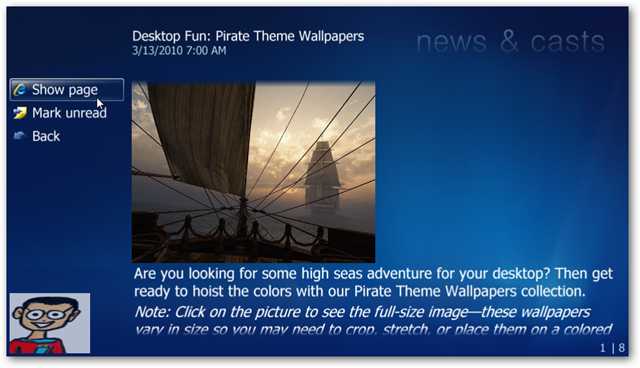 Desktop Fun: Pirate Theme Wallpapers
3/13/2010 7:00 AM
news & casts
Show page
Mark unread
Back
Are you looking for some high seas adventure for your desktop? Then get
ready to hoist the colors with our Pirate Theme Wallpapers collection.
Note: Click on the picture to see the full-size image—these wallpapers
vary in size so you may need to crop, stretch, or place them on a colored
1 | 8